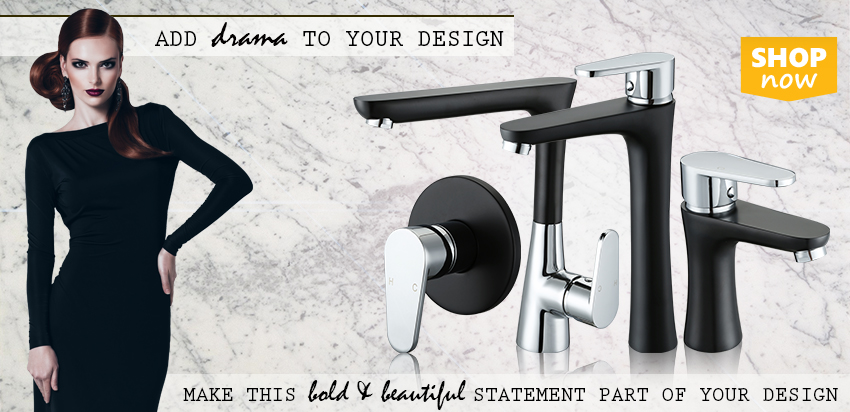 ADD drama TO YOUR DESIGN
SHOP
now
H C
MAKE THIS bold & beautiful STATEMENT PART OF YOUR DESIGN